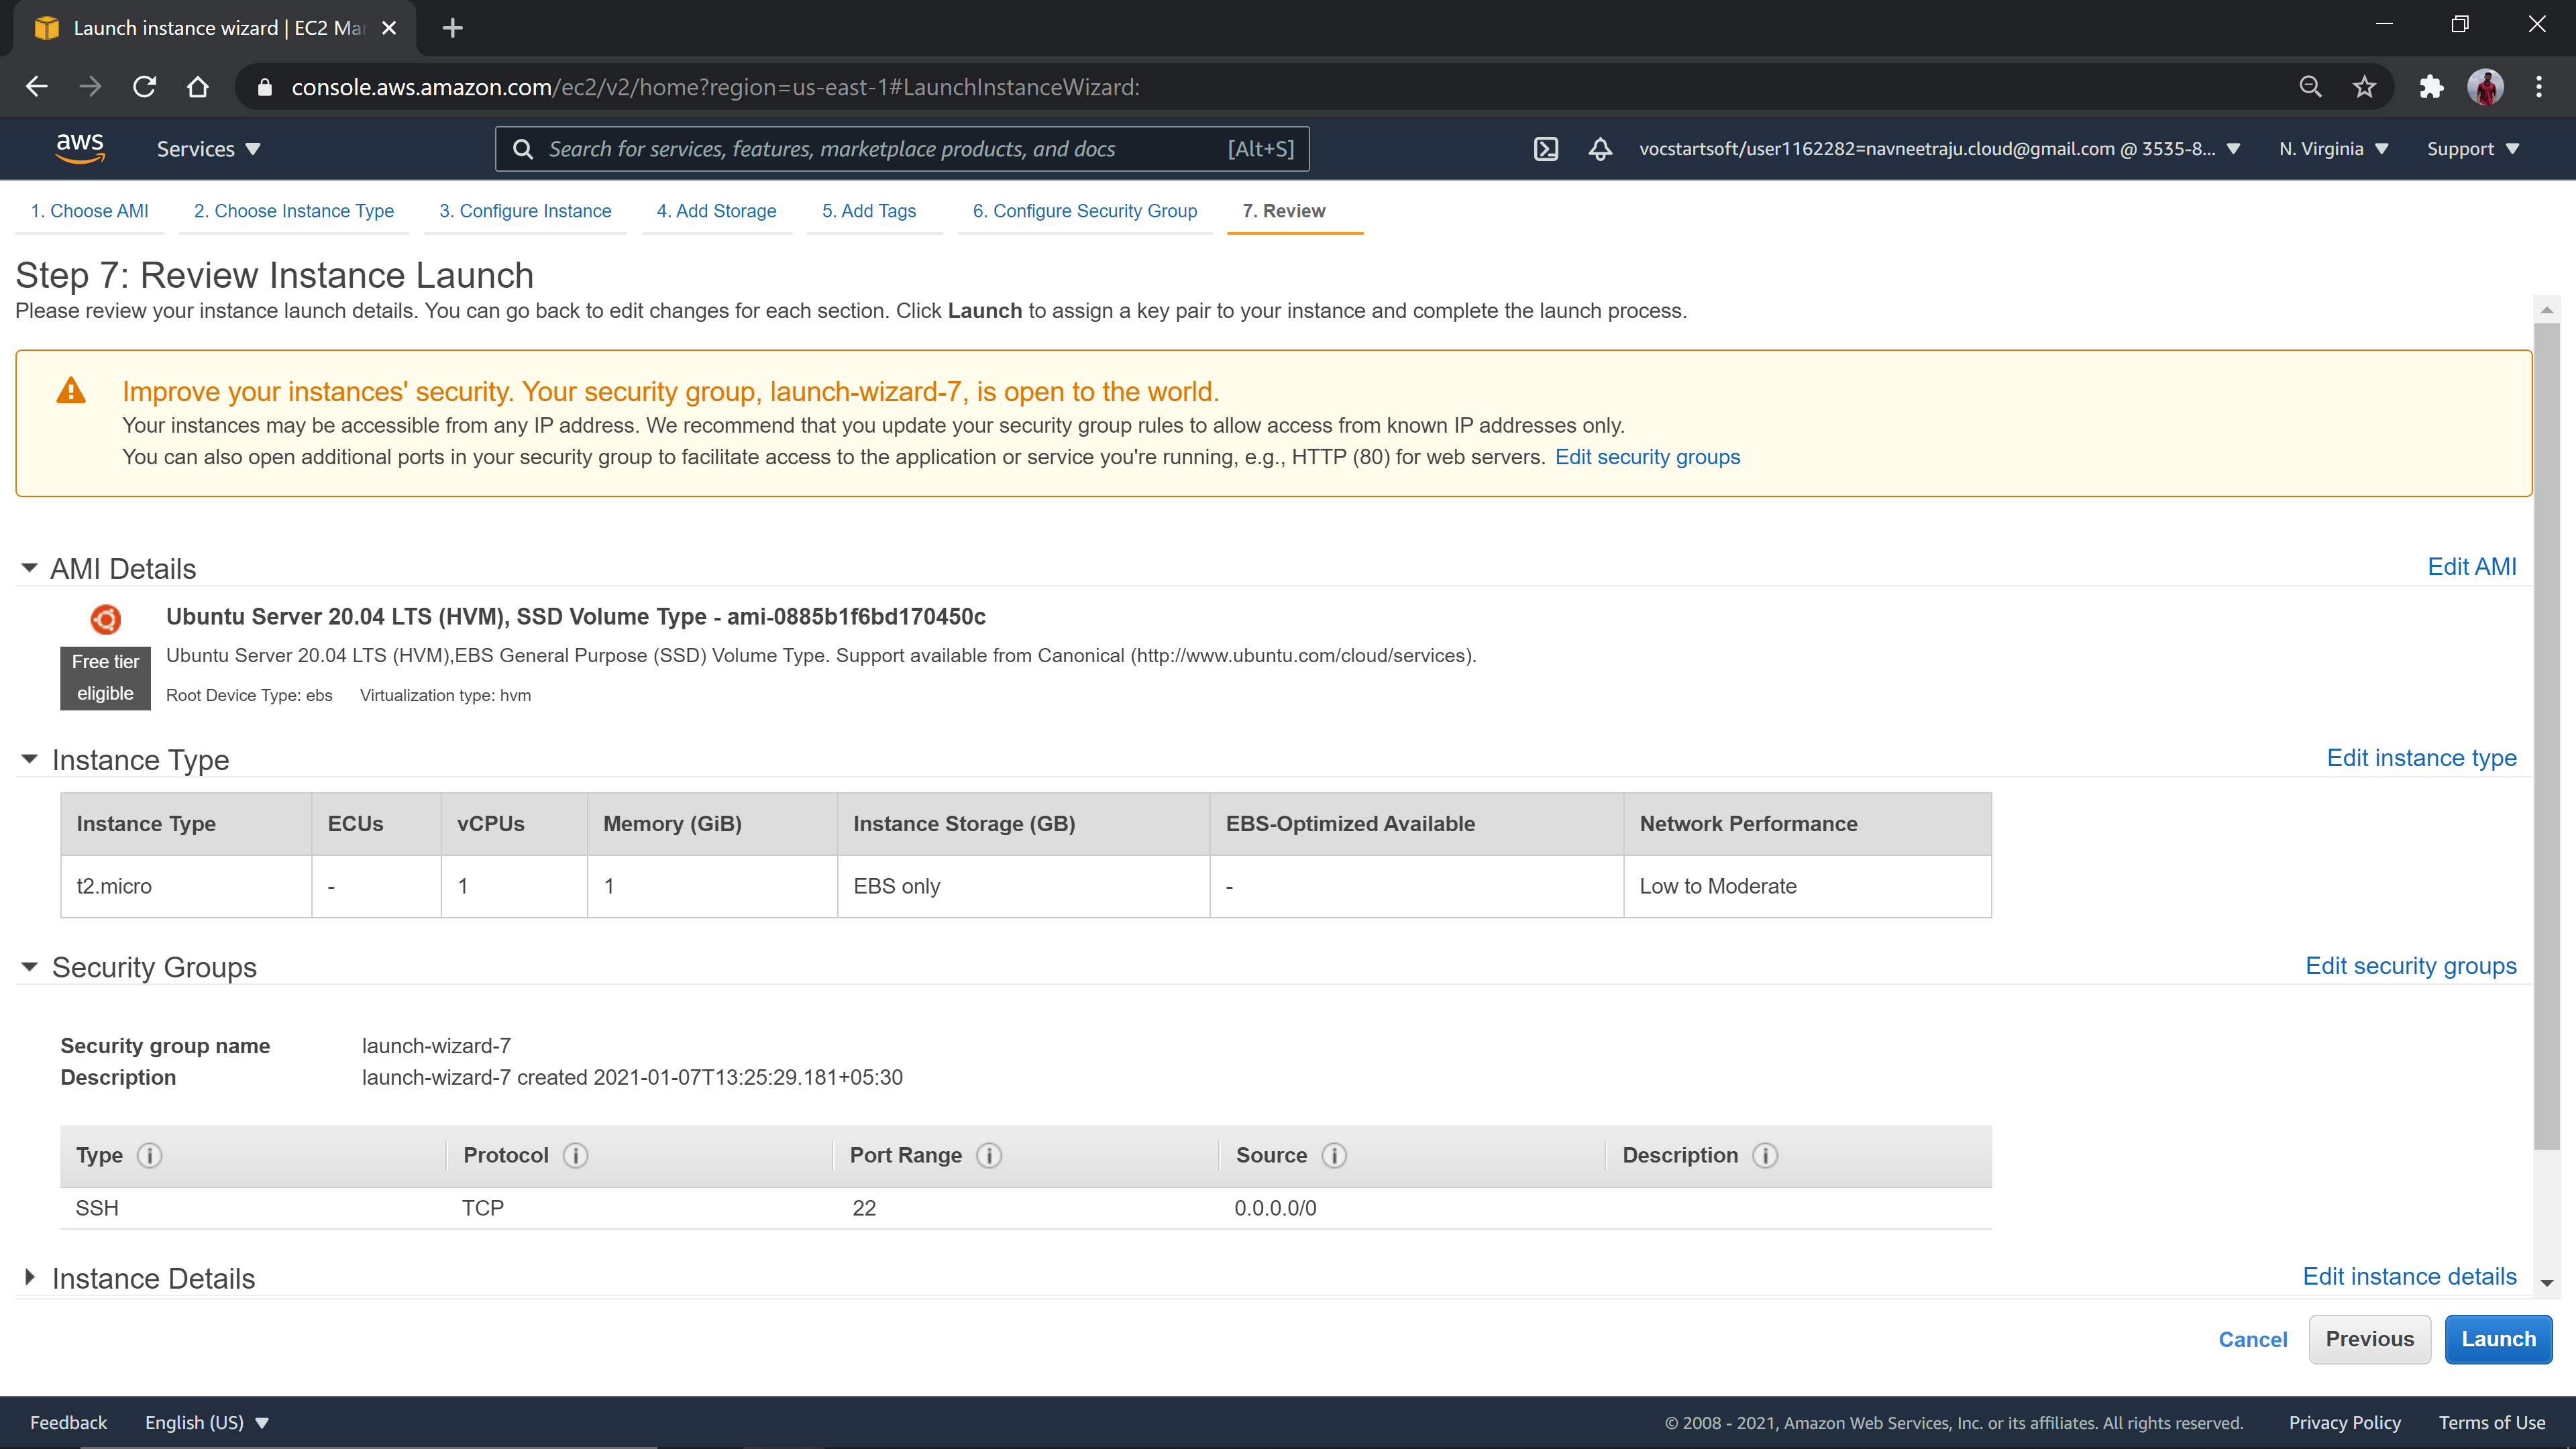 Launch instance wizard | EC2 Mar
console.aws.amazon.com/ec2/v2/home?region=us-east-1#LaunchInstanceWizard:
aws Services Search for services, features, marketplace products, and docs [Alt+S] vocstartsoft/user1162282=navneetraju.cloud@gmail.com @ 3535-8... N. Virginia Support
1. Choose AMI 2. Choose Instance Type 3. Configure Instance 4. Add Storage 5. Add Tags 6. Configure Security Group 7. Review
Step 7: Review Instance Launch
Please review your instance launch details. You can go back to edit changes for each section. Click Launch to assign a key pair to your instance and complete the launch process.
Improve your instances' security. Your security group, launch-wizard-7, is open to the world.
Your instances may be accessible from any IP address. We recommend that you update your security group rules to allow access from known IP addresses only.
You can also open additional ports in your security group to facilitate access to the application or service you're running, e.g., HTTP (80) for web servers. Edit security groups
AMI Details Edit AMI
Ubuntu Server 20.04 LTS (HVM), SSD Volume Type - ami-0885b1f6bd170450c
Free tier eligible
Ubuntu Server 20.04 LTS (HVM),EBS General Purpose (SSD) Volume Type. Support available from Canonical (http://www.ubuntu.com/cloud/services).
Root Device Type: ebs Virtualization type: hvm
Instance Type Edit instance type
Instance Type ECUs vCPUs Memory (GiB) Instance Storage (GB) EBS-Optimized Available Network Performance
t2.micro - 1 1 EBS only - Low to Moderate
Security Groups Edit security groups
Security group name launch-wizard-7
Description launch-wizard-7 created 2021-01-07T13:25:29.181+05:30
Type Protocol Port Range Source Description
SSH TCP 22 0.0.0.0/0
Instance Details Edit instance details
Cancel Previous Launch
Feedback English (US) © 2008 - 2021, Amazon Web Services, Inc. or its affiliates. All rights reserved. Privacy Policy Terms of Use